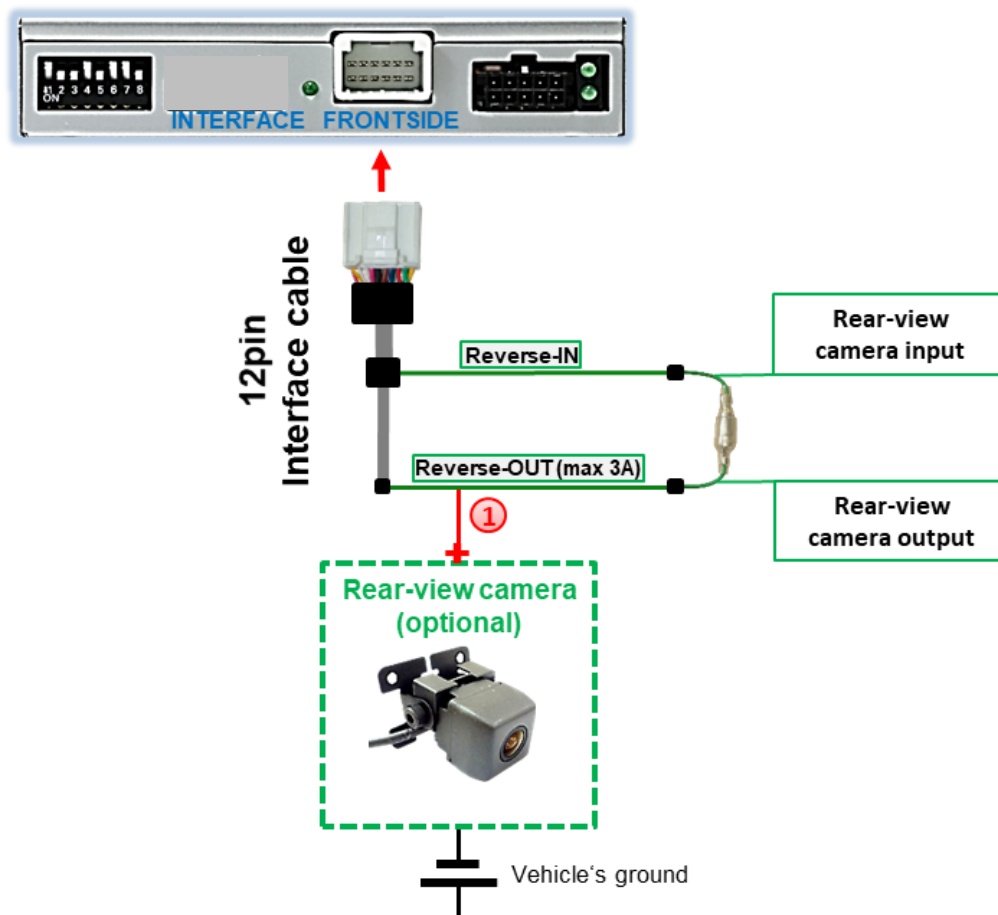 1 2 3 4 5 6 7 8
ON
INTERFACE FRONTSIDE
12pin
Interface cable
Reverse-IN
Rear-view
camera input
Reverse-OUT (max 3A)
Rear-view
camera output
1
Rear-view camera
(optional)
Vehicle‘s ground